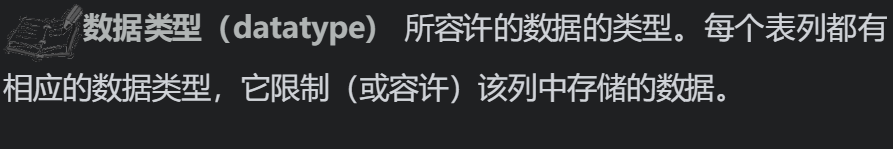 数据类型（datatype） 所容许的数据的类型。每个表列都有
相应的数据类型，它限制（或容许）该列中存储的数据。